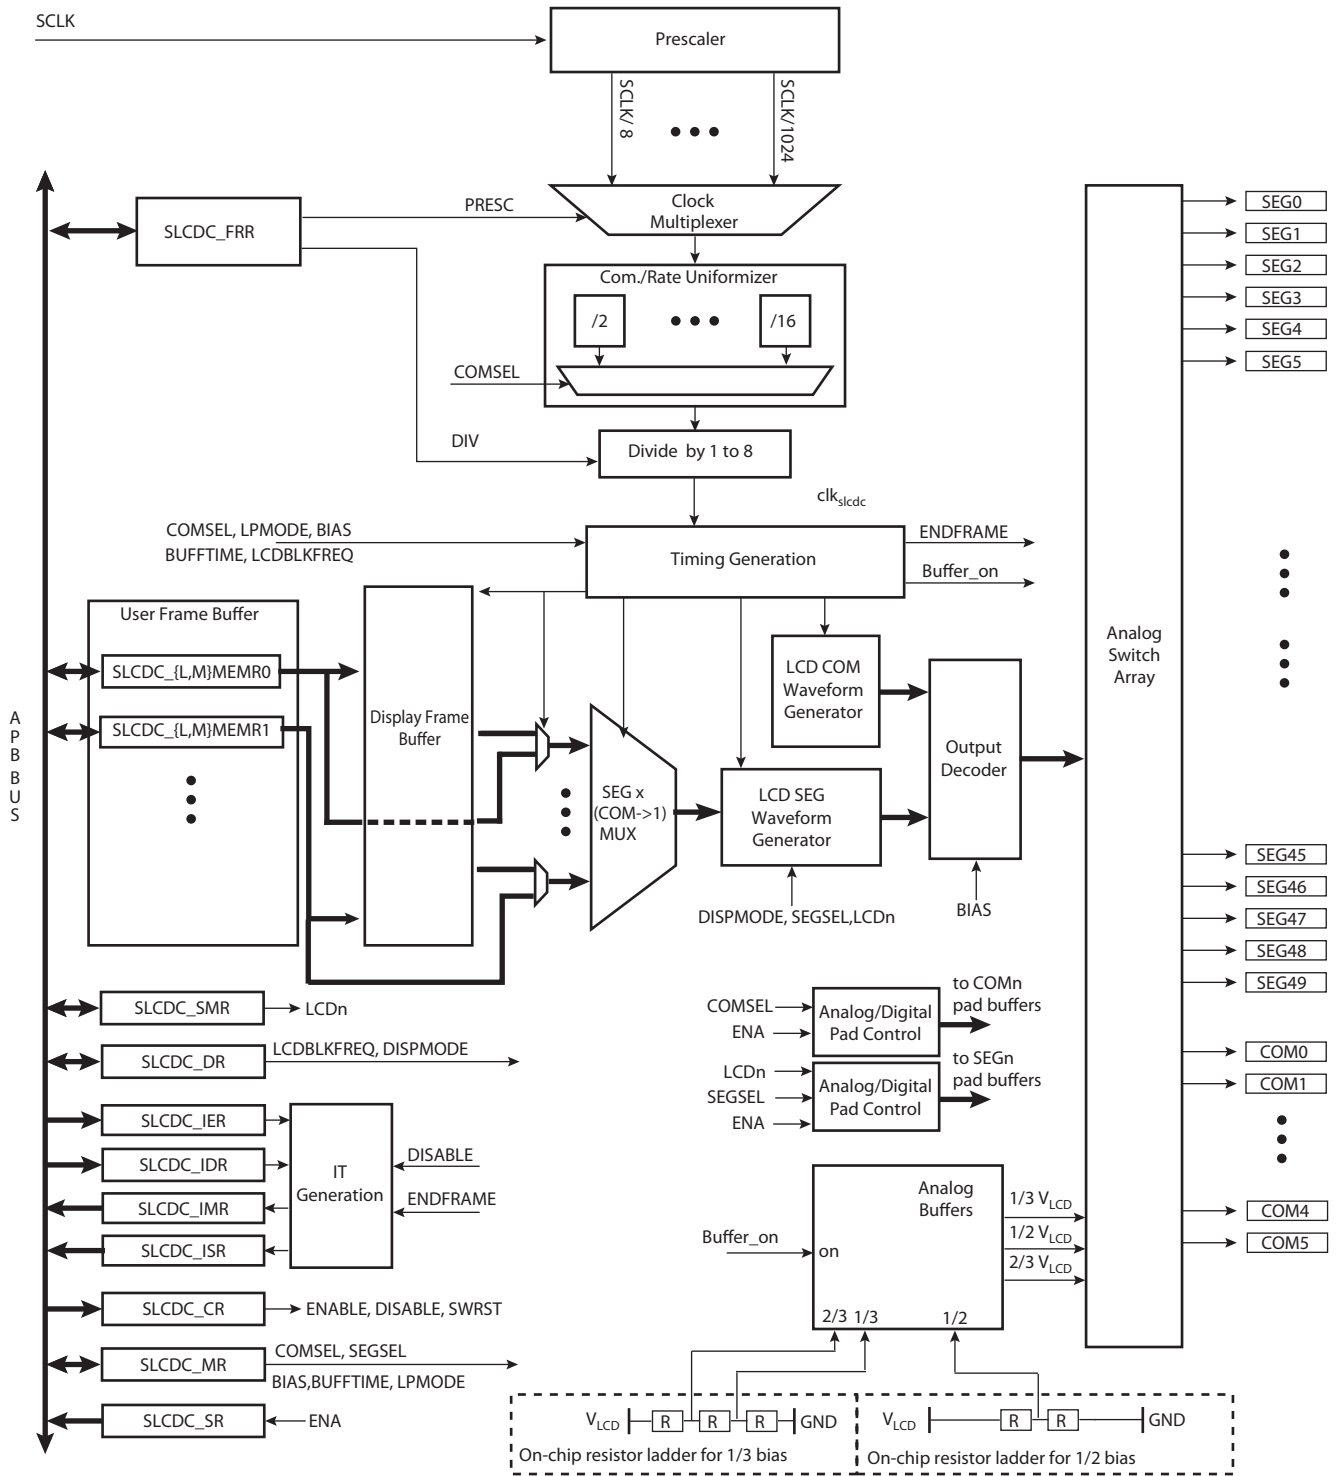 SCLK
Prescaler
SCLK/ 8
SCLK/1024
SLCDC_FRR
PRESC
Clock
Multiplexer
Com./Rate Uniformizer
/2
/16
COMSEL
DIV
Divide by 1 to 8
clkslcdc
COMSEL, LPMODE, BIAS
BUFFTIME, LCDBLKFREQ
Timing Generation
ENDFRAME
Buffer_on
User Frame Buffer
SLCDC_{L,M}MEMR0
SLCDC_{L,M}MEMR1
APB BUS
Display Frame
Buffer
SEG x
(COM->1)
MUX
LCD COM
Waveform
Generator
LCD SEG
Waveform
Generator
DISPMODE, SEGSEL,LCDn
Output
Decoder
BIAS
Analog
Switch
Array
SEG0
SEG1
SEG2
SEG3
SEG4
SEG5
SEG45
SEG46
SEG47
SEG48
SEG49
COM0
COM1
COM4
COM5
SLCDC_SMR
LCDn
SLCDC_DR
LCDBLKFREQ, DISPMODE
SLCDC_IER
SLCDC_IDR
SLCDC_IMR
SLCDC_ISR
IT
Generation
DISABLE
ENDFRAME
SLCDC_CR
ENABLE, DISABLE, SWRST
SLCDC_MR
COMSEL, SEGSEL
BIAS,BUFFTIME, LPMODE
SLCDC_SR
ENA
COMSEL
ENA
Analog/Digital
Pad Control
to COMn
pad buffers
LCDn
SEGSEL
ENA
Analog/Digital
Pad Control
to SEGn
pad buffers
Buffer_on
on
Analog
Buffers
2/3 1/3
1/2
1/3 VLCD
1/2 VLCD
2/3 VLCD
VLCD
R
R
R
GND
On-chip resistor ladder for 1/3 bias
VLCD
R
R
GND
On-chip resistor ladder for 1/2 bias